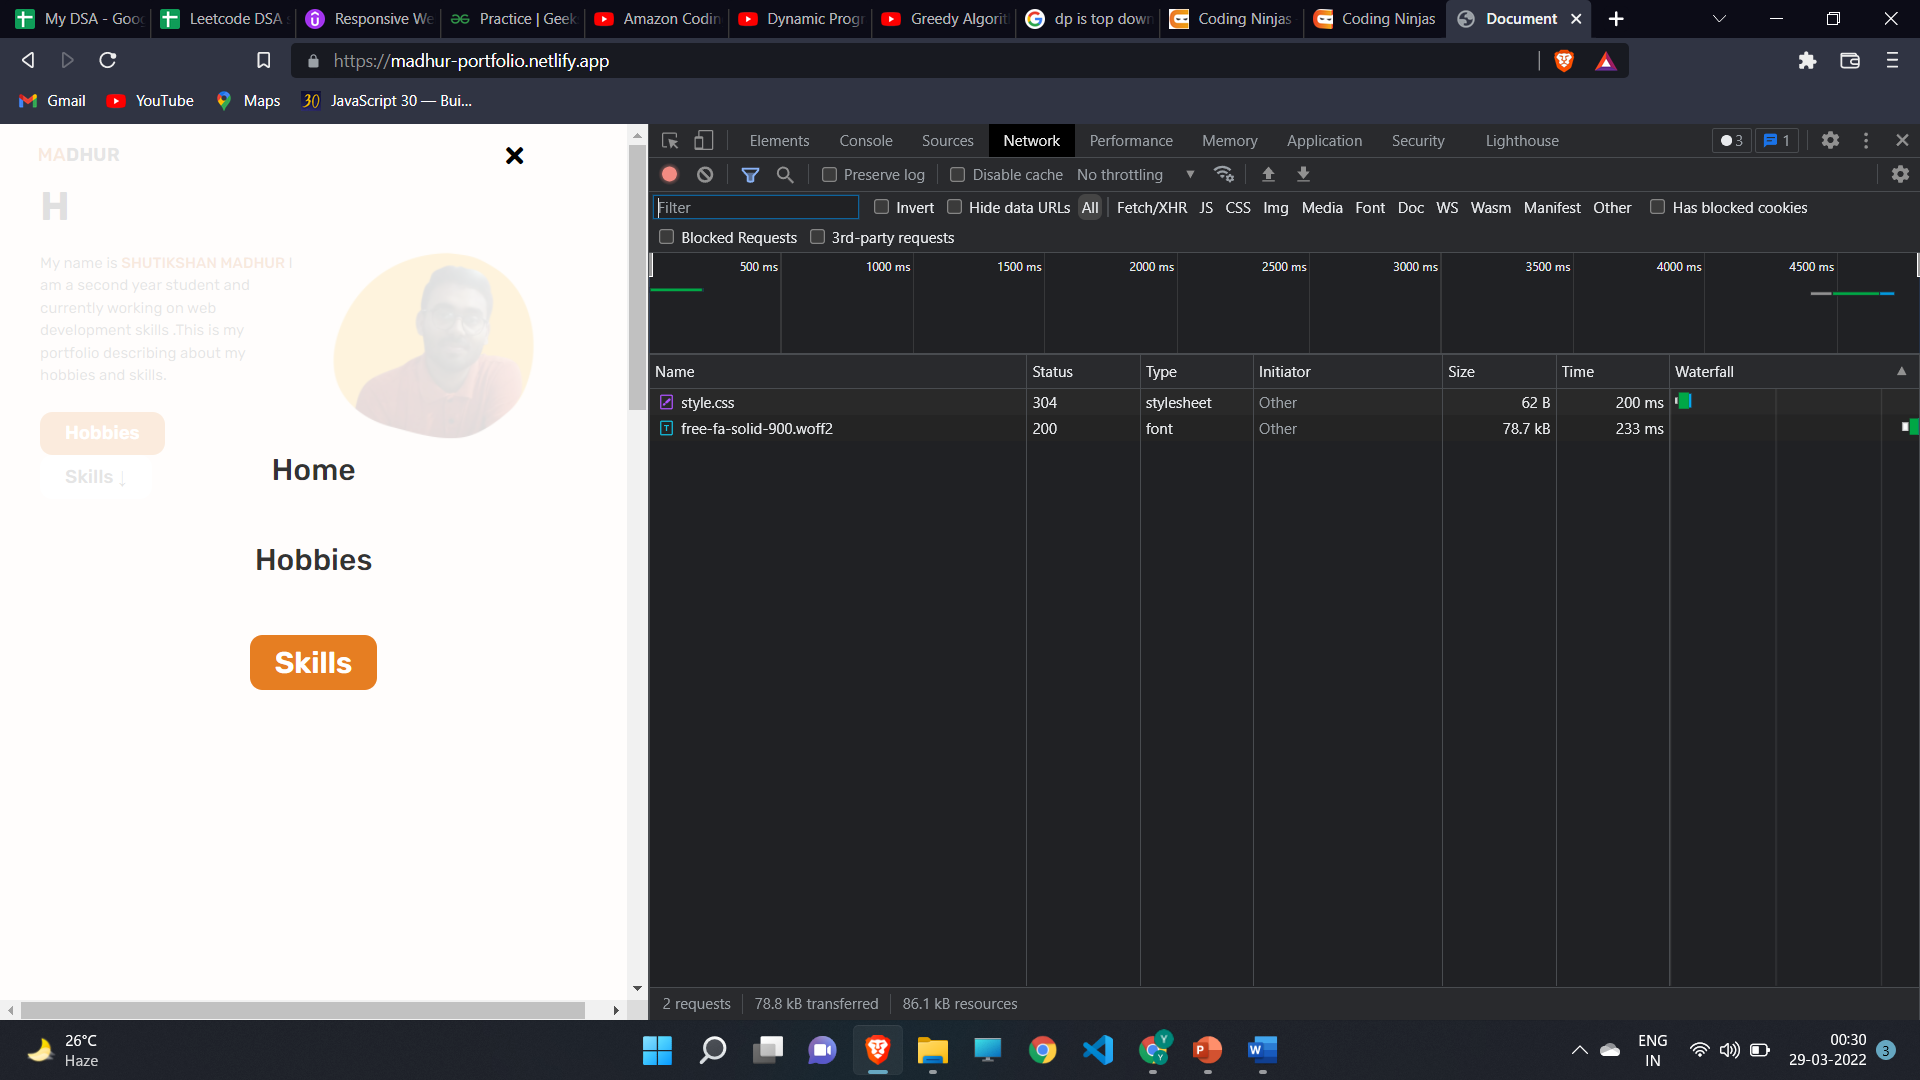 My DSA - Goo
Leetcode DSA
Responsive We
Practice | Geek
Amazon Codin
Dynamic Progr
Greedy Algorit
dp is top down
Coding Ninjas
Coding Ninjas
Document
https://madhur-portfolio.netlify.app
Gmail
YouTube
Maps
30 JavaScript 30 — Bui...
MADHUR
H
My name is SHUTIKSHAN MADHUR I
am a second year student and
currently working on web
development skills .This is my
portfolio describing about my
hobbies and skills.
Hobbies
Skills ↓
Home
Hobbies
Skills
Elements Console Sources Network Performance Memory Application Security Lighthouse 3 1
Preserve log Disable cache No throttling
Filter Invert Hide data URLs All Fetch/XHR JS CSS Img Media Font Doc WS Wasm Manifest Other Has blocked cookies
Blocked Requests 3rd-party requests
500 ms 1000 ms 1500 ms 2000 ms 2500 ms 3000 ms 3500 ms 4000 ms 4500 ms
Name Status Type Initiator Size Time Waterfall
style.css 304 stylesheet Other 62 B 200 ms
free-fa-solid-900.woff2 200 font Other 78.7 kB 233 ms
2 requests 78.8 kB transferred 86.1 kB resources
26°C
Haze
ENG
IN
00:30
29-03-2022
3